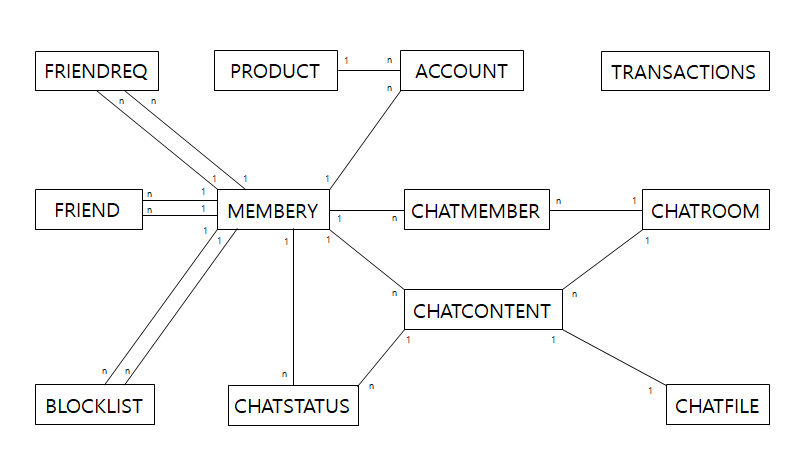 FRIENDREQ
PRODUCT
1
n
ACCOUNT
TRANSACTIONS
n
n
n
1
1
1
FRIEND
n
1
n
1
MEMBERY
1
n
CHATMEMBER
n
1
CHATROOM
1
1
1
1
1
n
CHATCONTENT
n
1
1
1
n
n
n
n
1
BLOCKLIST
CHATSTATUS
CHATFILE